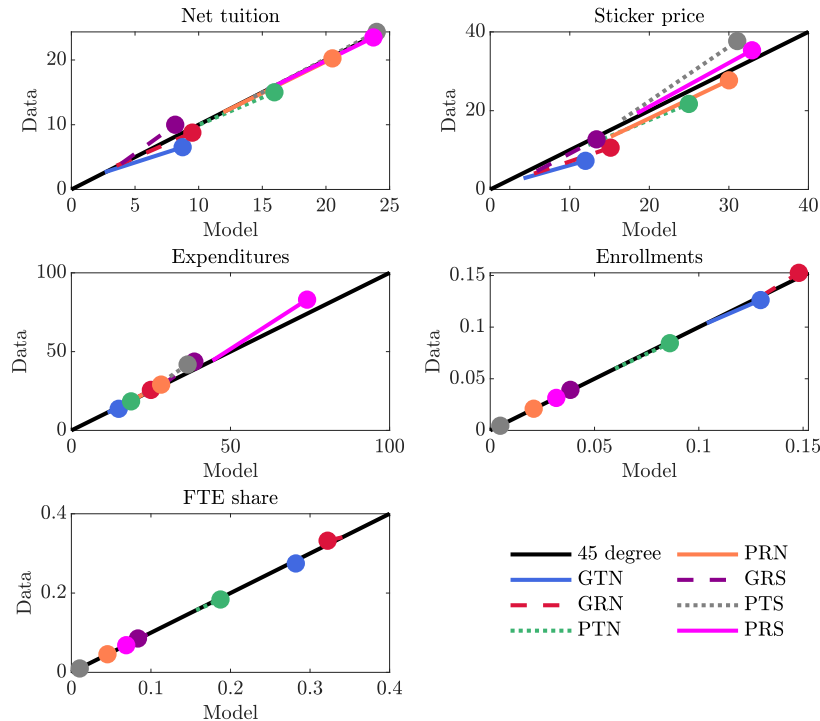 Net tuition
20
10
0
0 5 10 15 20 25
Data
Model
Sticker price
40
20
0
0 10 20 30 40
Data
Model
Expenditures
100
50
0
0 50 100
Data
Model
Enrollments
0.15
0.1
0.05
0
0 0.05 0.1 0.15
Data
Model
FTE share
0.4
0.2
0
0 0.1 0.2 0.3 0.4
Data
Model
45 degree
GTN
GRN
PTN
PRN
GRS
PTS
PRS